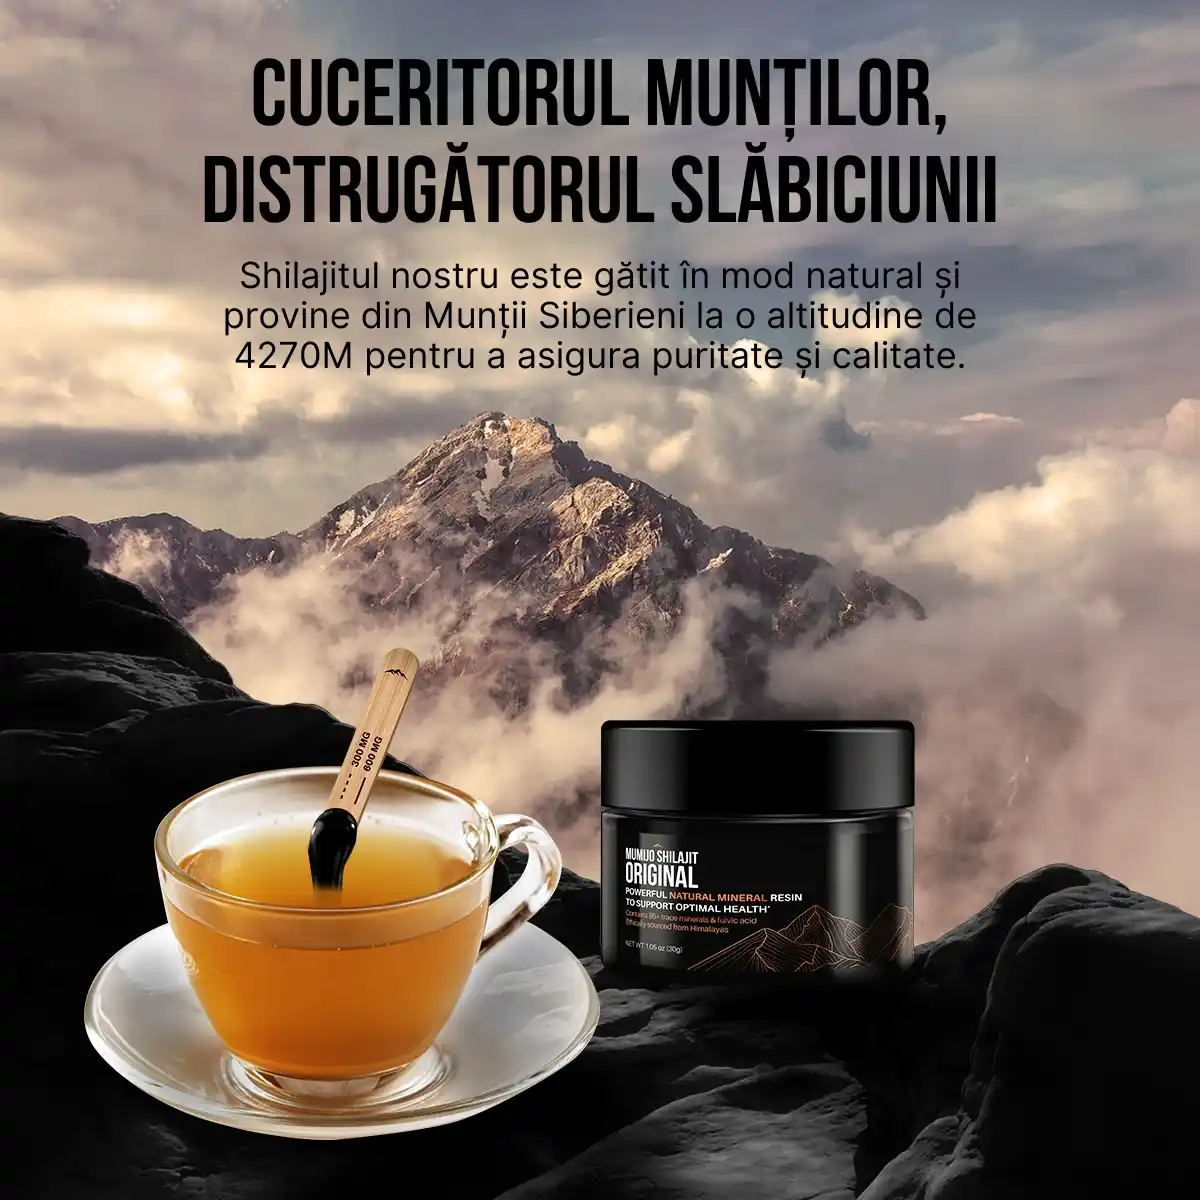 CUCERITORUL MUNȚILOR,
DISTRUGĂTORUL SLĂBICIUNII
Shilajitul nostru este gătit în mod natural și
provine din Munții Siberieni la o altitudine de
4270M pentru a asigura puritate și calitate.
300 MG
600 MG
MUMIJO SHILAJIT
ORIGINAL
POWERFUL NATURAL MINERAL RESIN
TO SUPPORT OPTIMAL HEALTH*
Contains 85+ trace minerals & fulvic acid
Ethically sourced from Himalayas
NET WT 1.05 oz (30g)